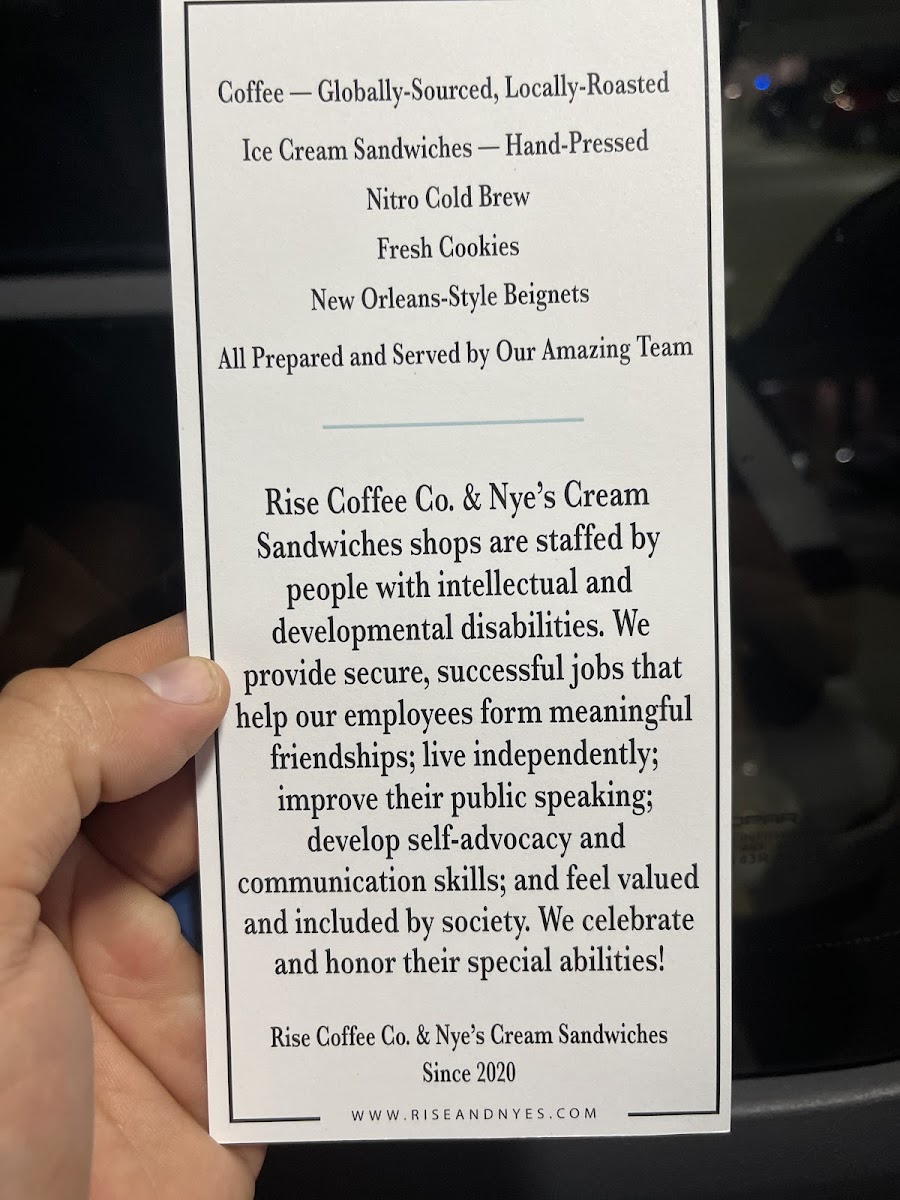 Coffee — Globally-Sourced, Locally-Roasted
Ice Cream Sandwiches — Hand-Pressed
Nitro Cold Brew
Fresh Cookies
New Orleans-Style Beignets
All Prepared and Served by Our Amazing Team
Rise Coffee Co. & Nye's Cream
Sandwiches shops are staffed by
people with intellectual and
developmental disabilities. We
provide secure, successful jobs that
help our employees form meaningful
friendships; live independently;
improve their public speaking;
develop self-advocacy and
communication skills; and feel valued
and included by society. We celebrate
and honor their special abilities!
Rise Coffee Co. & Nye's Cream Sandwiches
Since 2020
WWW.RISEANDNYES.COM